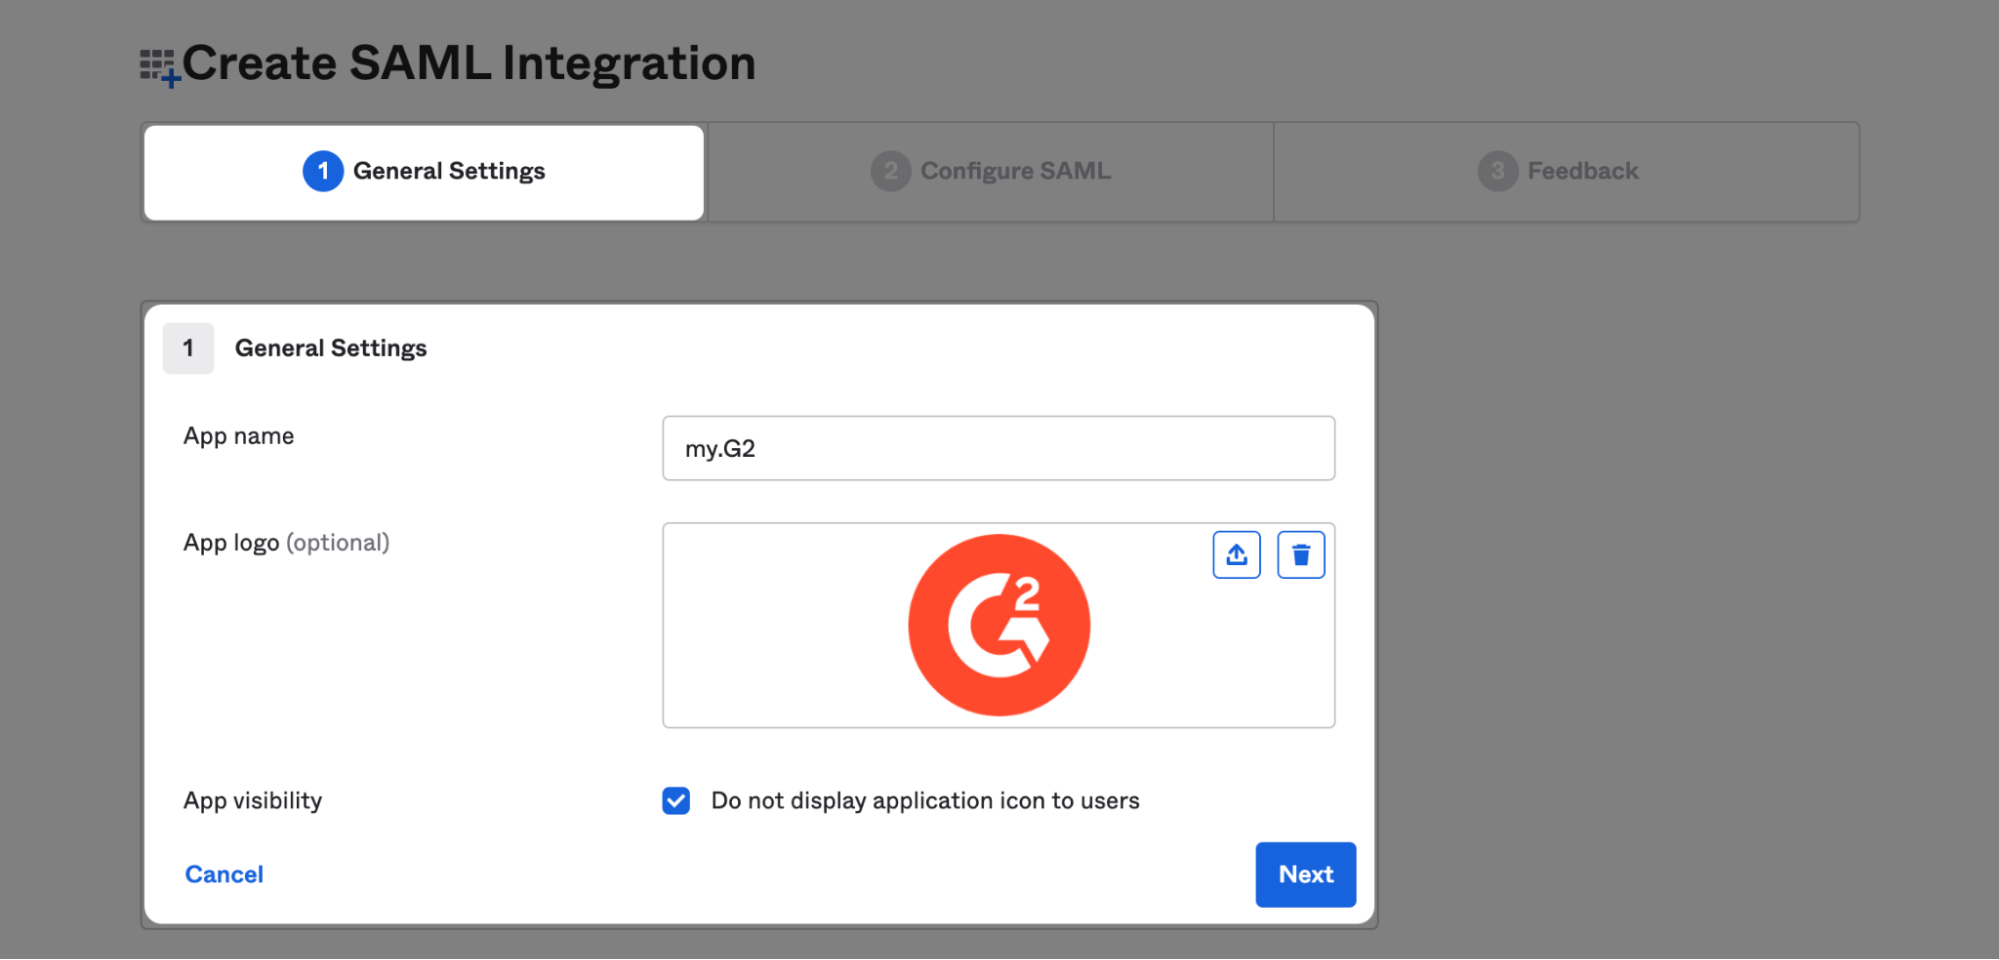 Create SAML Integration
1 General Settings
2 Configure SAML
3 Feedback
1 General Settings
App name
my.G2
App logo (optional)
G2
App visibility
Do not display application icon to users
Cancel
Next